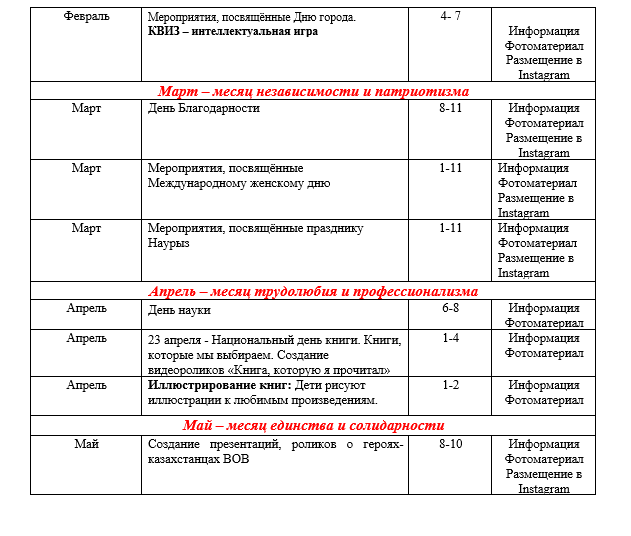 Февраль
Мероприятия, посвящённые Дню города.
КВИЗ – интеллектуальная игра
4- 7
Информация
Фотоматериал
Размещение в
Instagram
Март – месяц независимости и патриотизма
Март
День Благодарности
8-11
Информация
Фотоматериал
Размещение в
Instagram
Март
Мероприятия, посвящённые
Международному женскому дню
1-11
Информация
Фотоматериал
Размещение в
Instagram
Март
Мероприятия, посвящённые празднику
Наурыз
1-11
Информация
Фотоматериал
Размещение в
Instagram
Апрель – месяц трудолюбия и профессионализма
Апрель
День науки
6-8
Информация
Фотоматериал
Апрель
23 апреля - Национальный день книги. Книги,
которые мы выбираем. Создание
видеороликов «Книга, которую я прочитал»
1-4
Информация
Фотоматериал
Апрель
Иллюстрирование книг: Дети рисуют
иллюстрации к любимым произведениям.
1-2
Информация
Фотоматериал
Май – месяц единства и солидарности
Май
Создание презентаций, роликов о героях-
казахстанцах ВОВ
8-10
Информация
Фотоматериал
Размещение в
Instagram